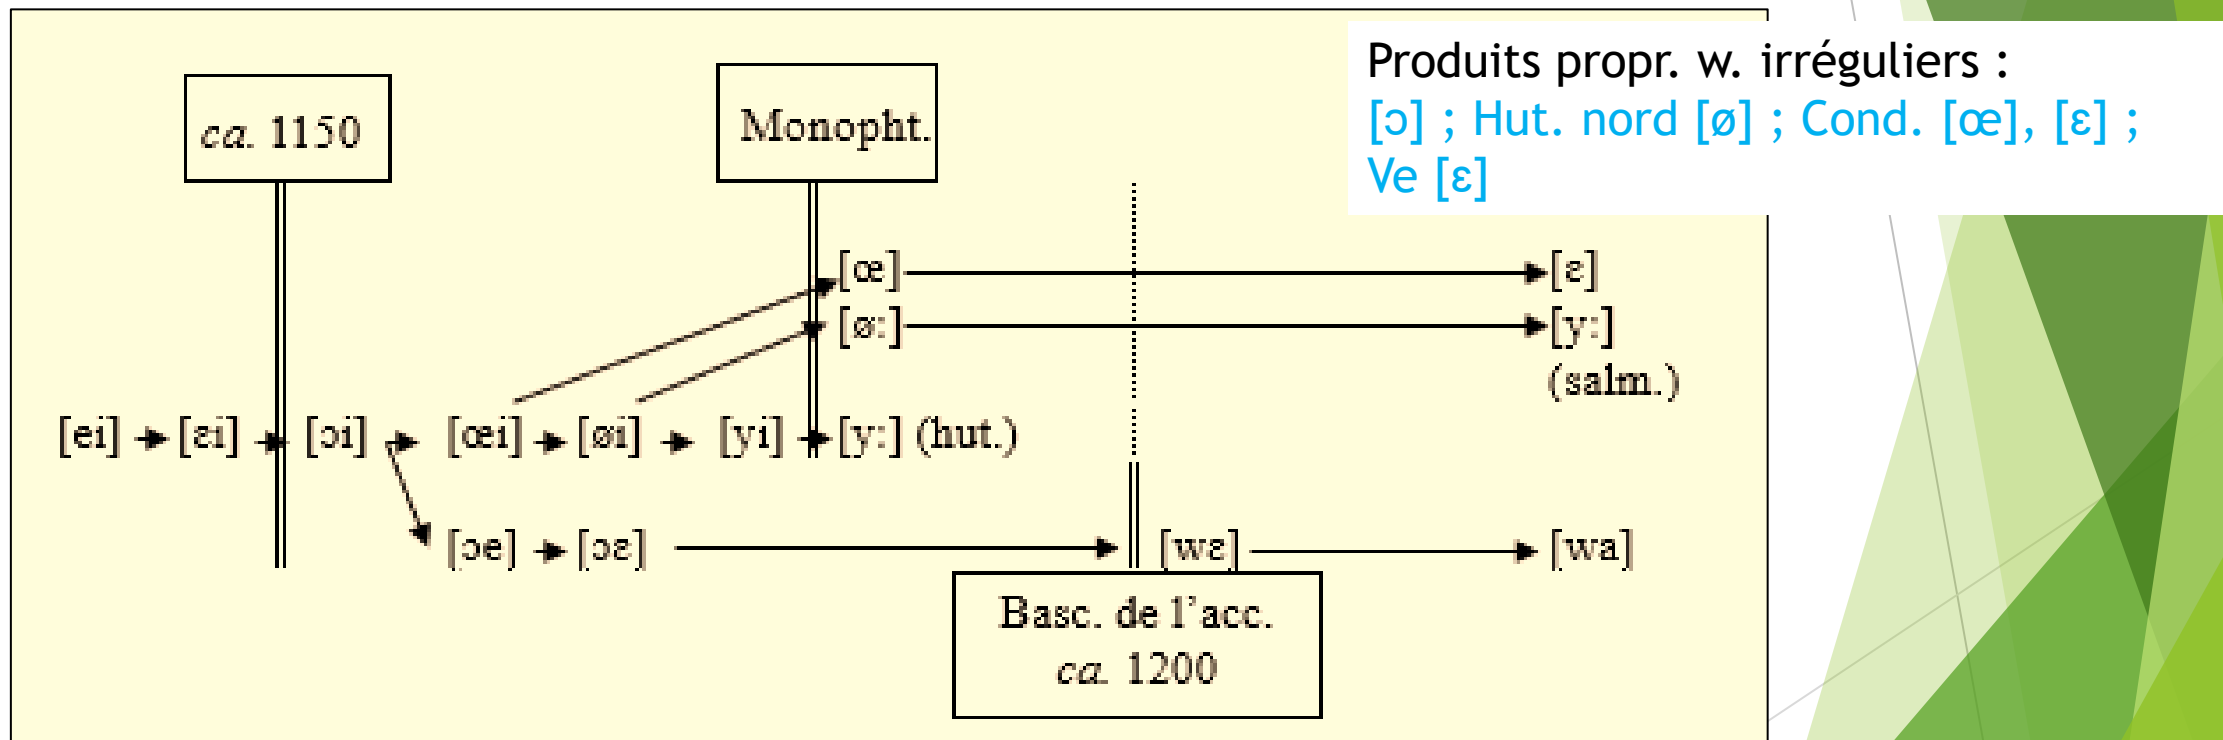 Produits propr. w. irréguliers :
[ɔ] ; Hut. nord [ø] ; Cond. [œ], [ɛ] ;
Ve [ɛ]
ca. 1150
Monopht.
[œ] [ɛ]
[ø:] [y:]
(salm.)
[ei] [ɛi] [ɔi] [œi] [øi] [yi] [y:] (hut.)
[ɔe] [ɔɛ] [wɛ] [wa]
Basc. de l'acc.
ca. 1200